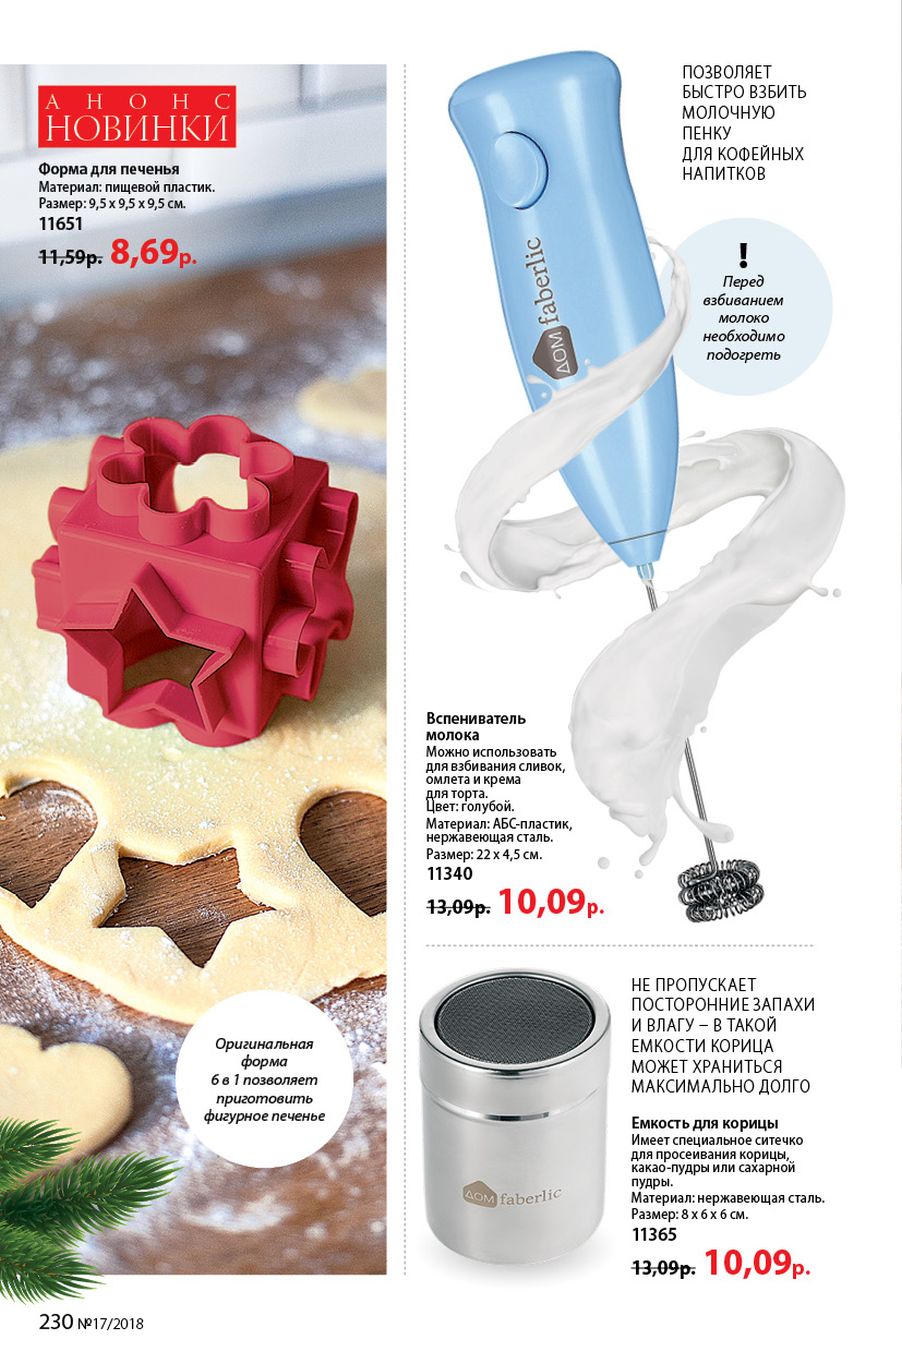 АНОНС
НОВИНКИ
Форма для печенья
Материал: пищевой пластик.
Размер: 9,5 х 9,5 х 9,5 см.
11651
11,59р. 8,69р.
Оригинальная
форма
6 в 1 позволяет
приготовить
фигурное печенье
ПОЗВОЛЯЕТ
БЫСТРО ВЗБИТЬ
МОЛОЧНУЮ
ПЕНКУ
ДЛЯ КОФЕЙНЫХ
НАПИТКОВ
!
Перед
взбиванием
молоко
необходимо
подогреть
ДОМ faberlic
Вспениватель
молока
Можно использовать
для взбивания сливок,
омлета и крема
для торта.
Цвет: голубой.
Материал: АБС-пластик,
нержавеющая сталь.
Размер: 22 х 4,5 см.
11340
13,09р. 10,09р.
НЕ ПРОПУСКАЕТ
ПОСТОРОННИЕ ЗАПАХИ
И ВЛАГУ – В ТАКОЙ
ЕМКОСТИ КОРИЦА
МОЖЕТ ХРАНИТЬСЯ
МАКСИМАЛЬНО ДОЛГО
ДОМ faberlic
Емкость для корицы
Имеет специальное ситечко
для просеивания корицы,
какао-пудры или сахарной
пудры.
Материал: нержавеющая сталь.
Размер: 8 х 6 х 6 см.
11365
13,09р. 10,09р.
230 №17/2018